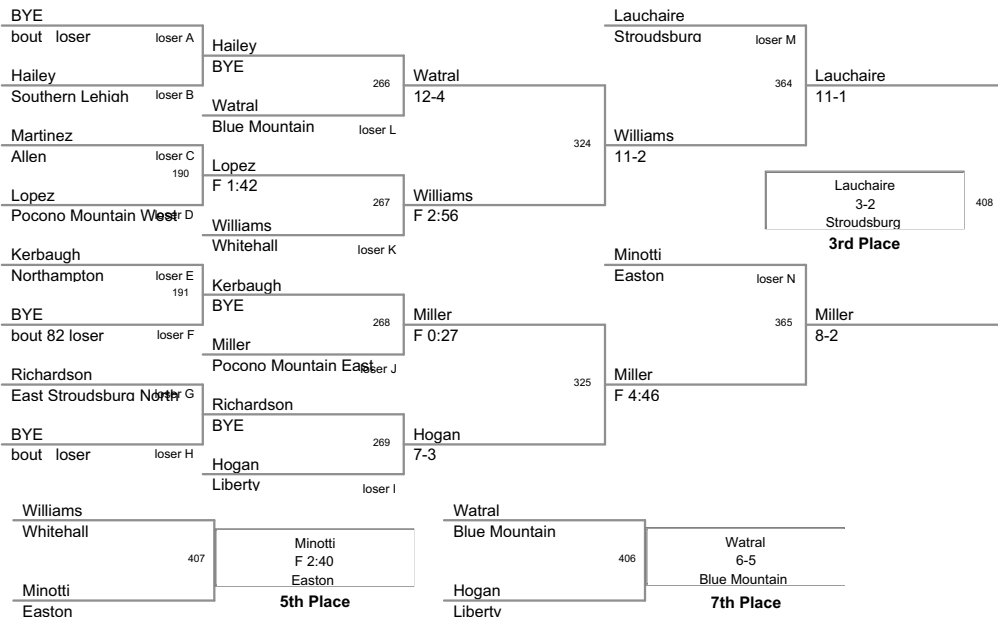 BYE
bout loser
loser A
Hailey
Southern Lehigh
loser B
Martinez
Allen
loser C
190
Lopez
Pocono Mountain West
loser D
Kerbaugh
Northampton
loser E
191
BYE
bout 82 loser
loser F
Richardson
East Stroudsburg North
loser G
BYE
bout loser
loser H
Hailey
BYE
266
Watral
Blue Mountain
loser L
Lopez
F 1:42
267
Williams
Whitehall
loser K
Kerbaugh
BYE
268
Miller
Pocono Mountain East
loser J
Richardson
BYE
269
Hogan
Liberty
loser I
Watral
12-4
324
Williams
F 2:56
Miller
F 0:27
325
Hogan
7-3
Lauchaire
Stroudsburg
loser M
364
Williams
11-2
Minotti
Easton
loser N
365
Miller
F 4:46
Lauchaire
11-1
Lauchaire
3-2
Stroudsburg
408
3rd Place
Miller
8-2
Williams
Whitehall
407
Minotti
Easton
Minotti
F 2:40
Easton
5th Place
Watral
Blue Mountain
406
Hogan
Liberty
Watral
6-5
Blue Mountain
7th Place